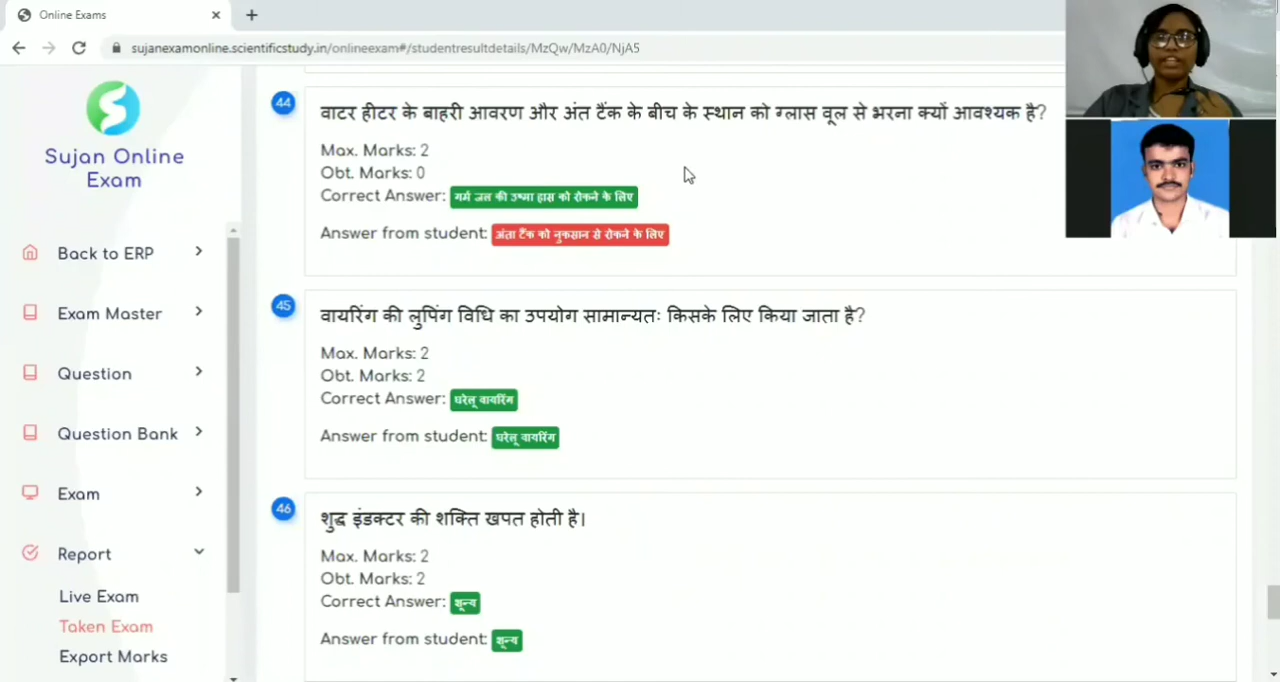 Online Exams
sujanexamonline.scientificstudy.in/onlineexam#/studentresultdetails/MzQw/MzA0/NjA5
Sujan Online
Exam
Back to ERP
Exam Master
Question
Question Bank
Exam
Report
Live Exam
Taken Exam
Export Marks
44
वाटर हीटर के बाहरी आवरण और अंत टैंक के बीच के स्थान को ग्लास वूल से भरना क्यों आवश्यक है?
Max. Marks: 2
Obt. Marks: 0
Correct Answer: गर्म जल की उष्मा ह्रास को रोकने के लिए
Answer from student: अंता टैंक को नुकसान से रोकने के लिए
45
वायरिंग की लुपिंग विधि का उपयोग सामान्यतः किसके लिए किया जाता है?
Max. Marks: 2
Obt. Marks: 2
Correct Answer: घरेलू वायरिंग
Answer from student: घरेलू वायरिंग
46
शुद्ध इंडक्टर की शक्ति खपत होती है।
Max. Marks: 2
Obt. Marks: 2
Correct Answer: शून्य
Answer from student: शून्य